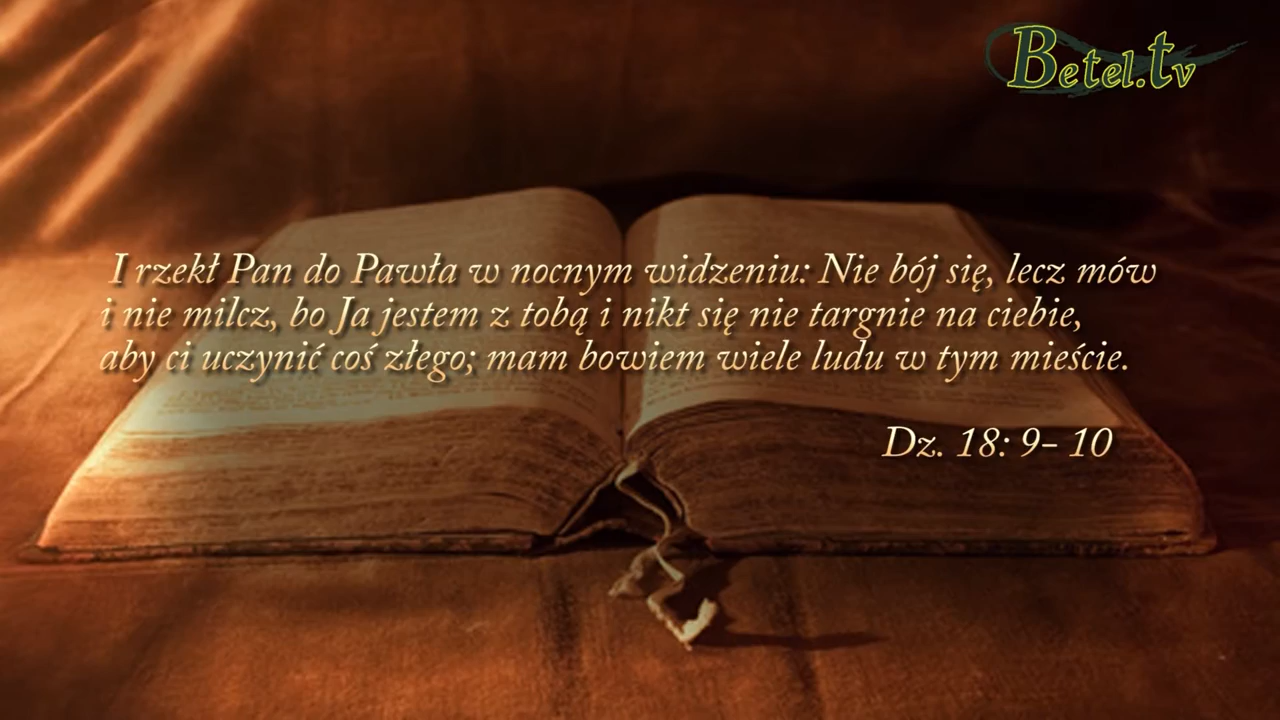 Betel.tv
I rzekł Pan do Pawła w nocnym widzeniu: Nie bój się, lecz mów
i nie milcz, bo Ja jestem z tobą i nikt się nie targnie na ciebie,
aby ci uczynić coś złego; mam bowiem wiele ludu w tym mieście.
Dz. 18: 9- 10